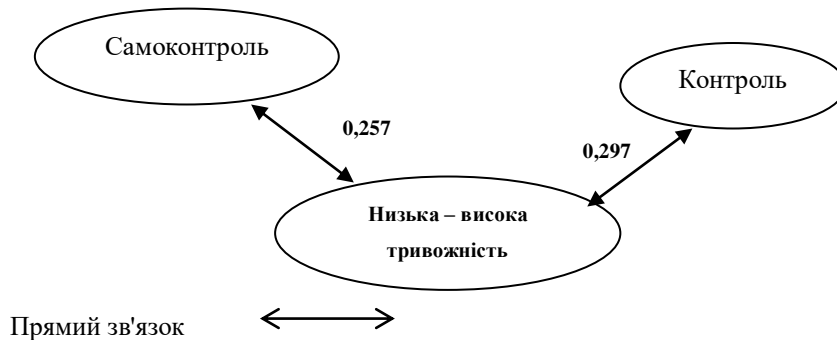 Самоконтроль
Контроль
0,257
0,297
Низька – висока
тривожність
Прямий зв'язок